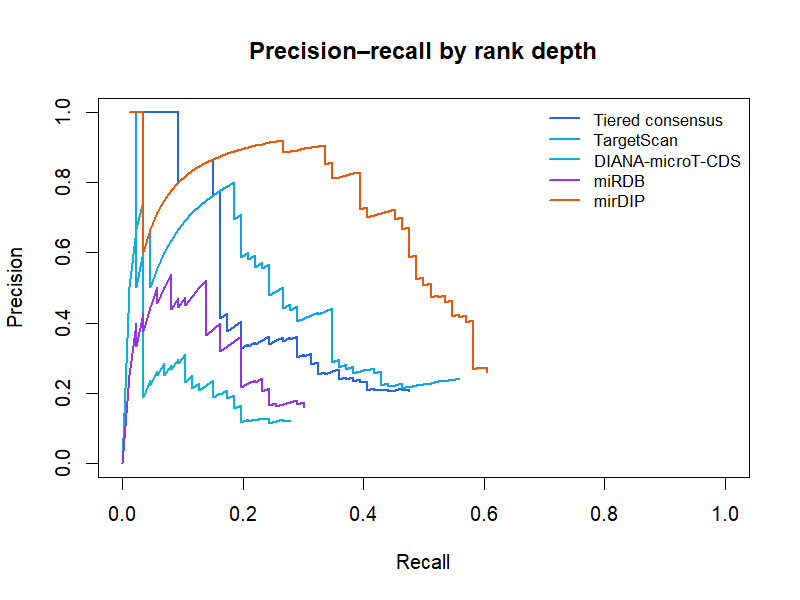 Precision–recall by rank depth
Tiered consensus
TargetScan
DIANA-microT-CDS
miRDB
mirDIP
Precision
1.0
0.8
0.6
0.4
0.2
0.0
0.0 0.2 0.4 0.6 0.8 1.0
Recall